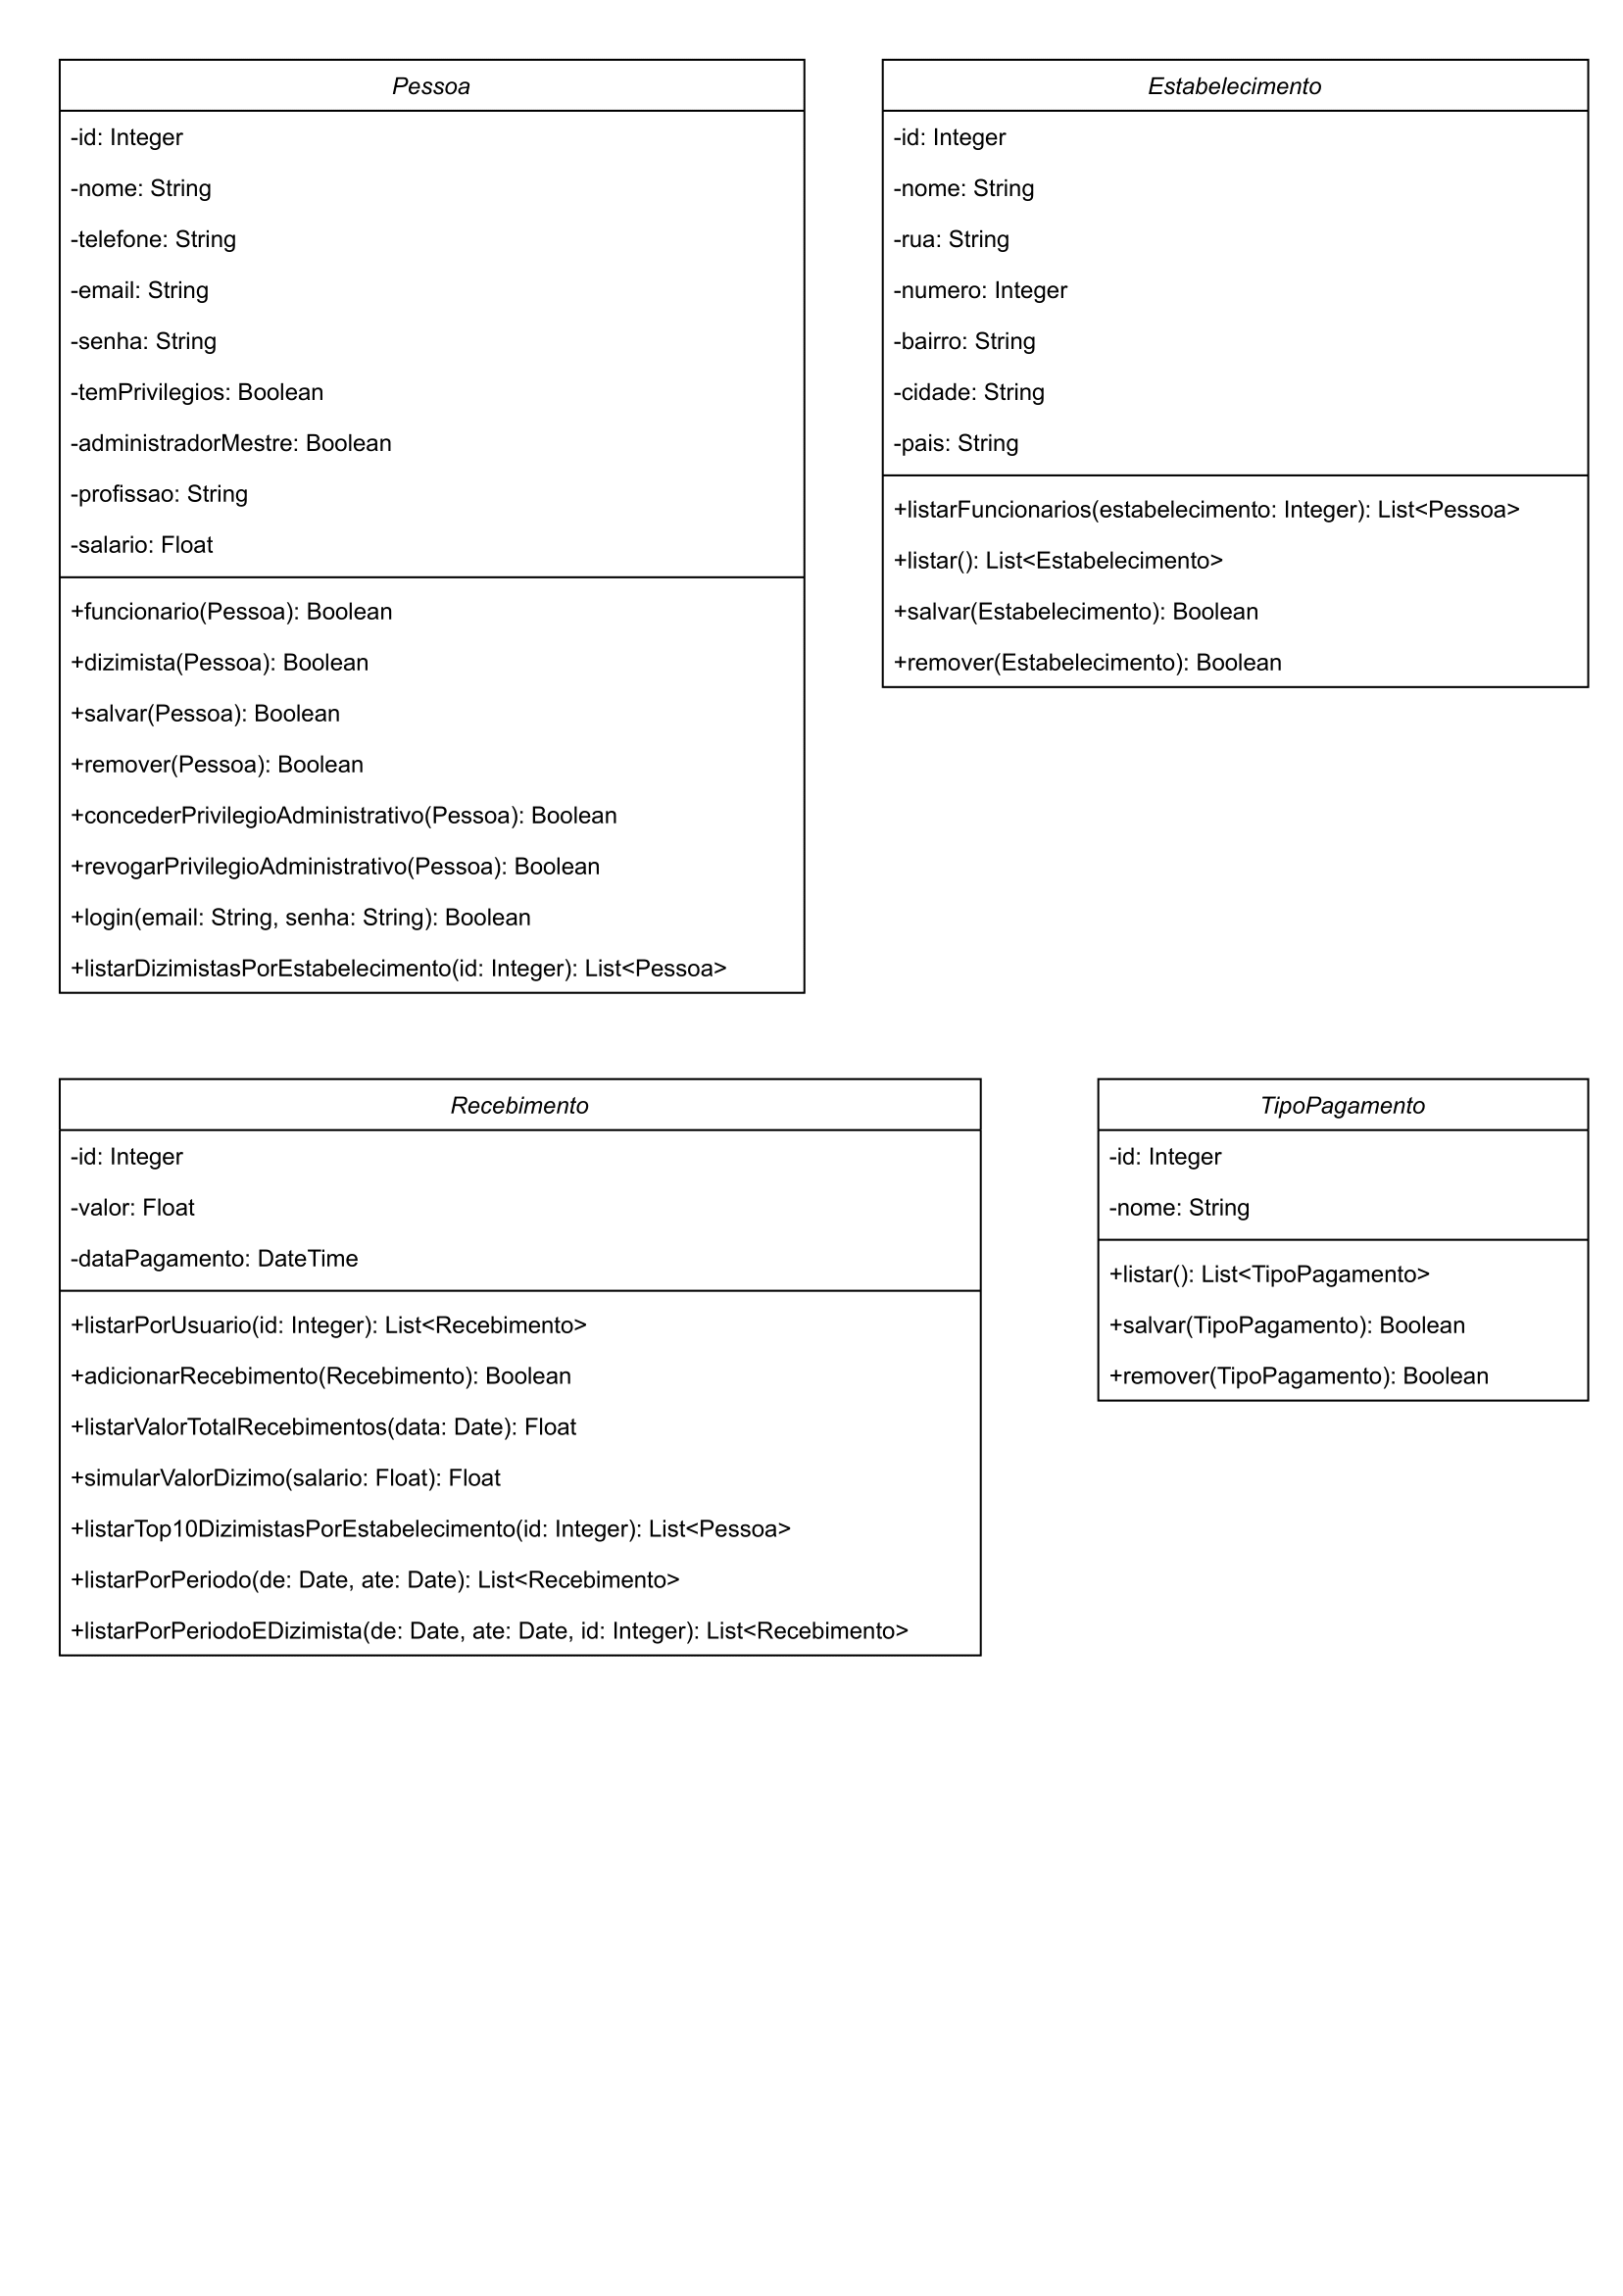 Pessoa
-id: Integer
-nome: String
-telefone: String
-email: String
-senha: String
-temPrivilegios: Boolean
-administradorMestre: Boolean
-profissao: String
-salario: Float
+funcionario(Pessoa): Boolean
+dizimista(Pessoa): Boolean
+salvar(Pessoa): Boolean
+remover(Pessoa): Boolean
+concederPrivilegioAdministrativo(Pessoa): Boolean
+revogarPrivilegioAdministrativo(Pessoa): Boolean
+login(email: String, senha: String): Boolean
+listarDizimistasPorEstabelecimento(id: Integer): List<Pessoa>
Estabelecimento
-id: Integer
-nome: String
-rua: String
-numero: Integer
-bairro: String
-cidade: String
-pais: String
+listarFuncionarios(estabelecimento: Integer): List<Pessoa>
+listar(): List<Estabelecimento>
+salvar(Estabelecimento): Boolean
+remover(Estabelecimento): Boolean
Recebimento
-id: Integer
-valor: Float
-dataPagamento: DateTime
+listarPorUsuario(id: Integer): List<Recebimento>
+adicionarRecebimento(Recebimento): Boolean
+listarValorTotalRecebimentos(data: Date): Float
+simularValorDizimo(salario: Float): Float
+listarTop10DizimistasPorEstabelecimento(id: Integer): List<Pessoa>
+listarPorPeriodo(de: Date, ate: Date): List<Recebimento>
+listarPorPeriodoEDizimista(de: Date, ate: Date, id: Integer): List<Recebimento>
TipoPagamento
-id: Integer
-nome: String
+listar(): List<TipoPagamento>
+salvar(TipoPagamento): Boolean
+remover(TipoPagamento): Boolean